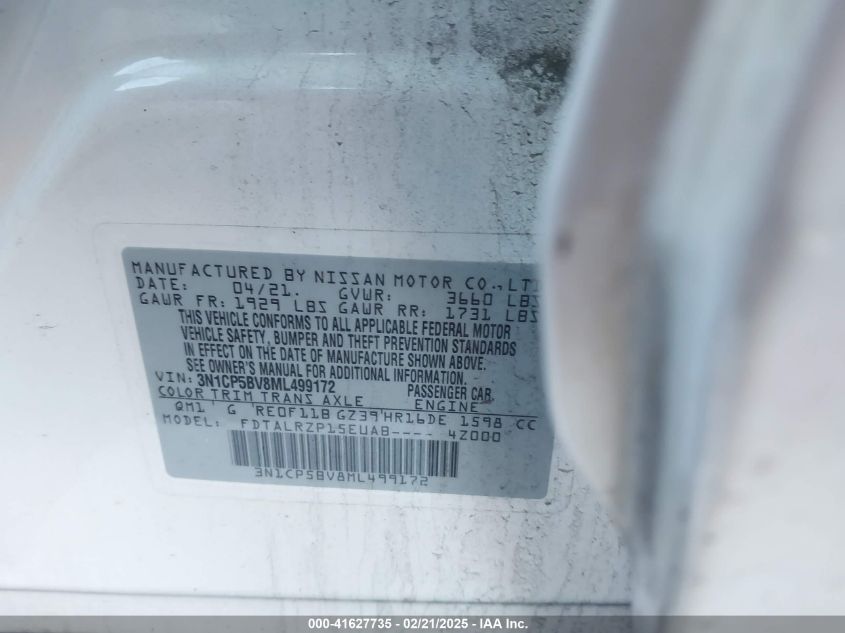 MANUFACTURED BY NISSAN MOTOR CO., LT
DATE: 04/21. GVWR: 3660 LBS
GAWR FR: 1929 LBS GAWR RR: 1731 LBS
THIS VEHICLE CONFORMS TO ALL APPLICABLE FEDERAL MOTOR
VEHICLE SAFETY, BUMPER AND THEFT PREVENTION STANDARDS
IN EFFECT ON THE DATE OF MANUFACTURE SHOWN ABOVE.
SEE OWNER'S MANUAL FOR ADDITIONAL INFORMATION.
VIN: 3N1CP5BV8ML499172 PASSENGER CAR
COLOR TRIM TRANS AXLE ENGINE
QM1 G RE0F11B GZ39 HR16DE 1598 CC
MODEL: FDTALRZP15EUAB---- 4Z000
3N1CP5BV8ML499172
000-41627735 - 02/21/2025 - IAA